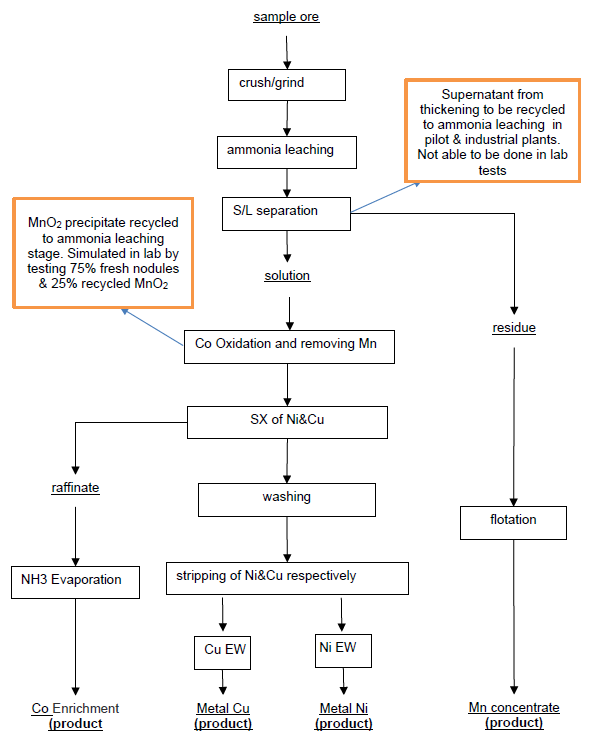 sample ore
crush/grind
Supernatant from
thickening to be recycled
to ammonia leaching in
pilot & industrial plants.
Not able to be done in lab
tests
ammonia leaching
S/L separation
MnO2 precipitate recycled
to ammonia leaching
stage. Simulated in lab by
testing 75% fresh nodules
& 25% recycled MnO2
solution
residue
Co Oxidation and removing Mn
SX of Ni&Cu
raffinate
washing
flotation
NH3 Evaporation
stripping of Ni&Cu respectively
Cu EW
Ni EW
Co Enrichment
(product
Metal Cu
(product)
Metal Ni
(product)
Mn concentrate
(product)